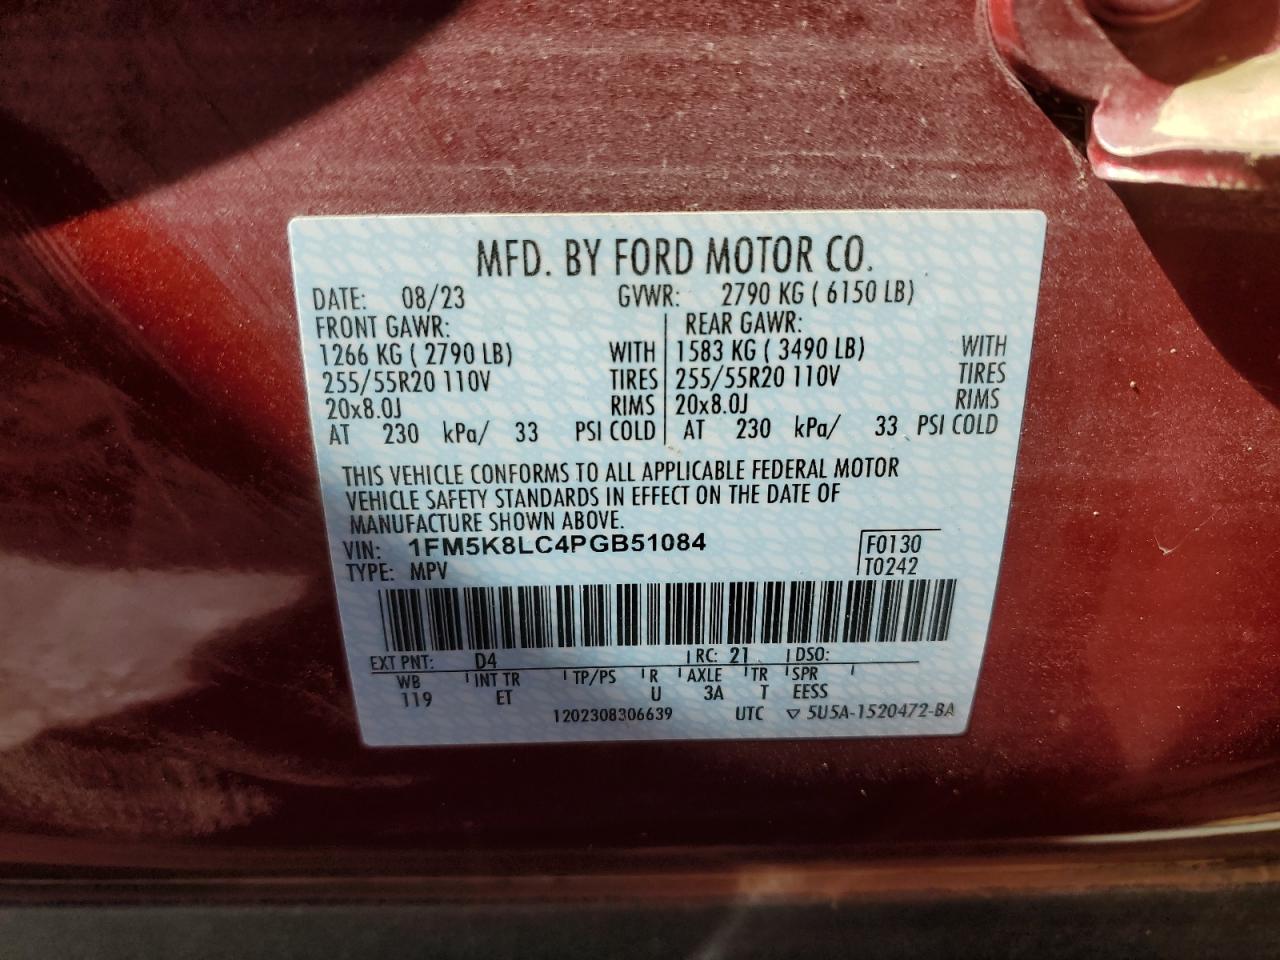 MFD. BY FORD MOTOR CO.
DATE: 08/23 GVWR: 2790 KG ( 6150 LB)
FRONT GAWR: REAR GAWR:
1266 KG ( 2790 LB) WITH 1583 KG ( 3490 LB) WITH
255/55R20 110V TIRES 255/55R20 110V TIRES
20x8.0J RIMS 20x8.0J RIMS
AT 230 kPa/ 33 PSI COLD AT 230 kPa/ 33 PSI COLD
THIS VEHICLE CONFORMS TO ALL APPLICABLE FEDERAL MOTOR
VEHICLE SAFETY STANDARDS IN EFFECT ON THE DATE OF
MANUFACTURE SHOWN ABOVE.
VIN: 1FM5K8LC4PGB51084 F0130
TYPE: MPV T0242
EXT PNT: D4 RC: 21 DSO:
WB INT TR TP/PS R AXLE TR SPR
119 ET U 3A T EESS
1202308306639 UTC ▽ 5U5A-1520472-BA